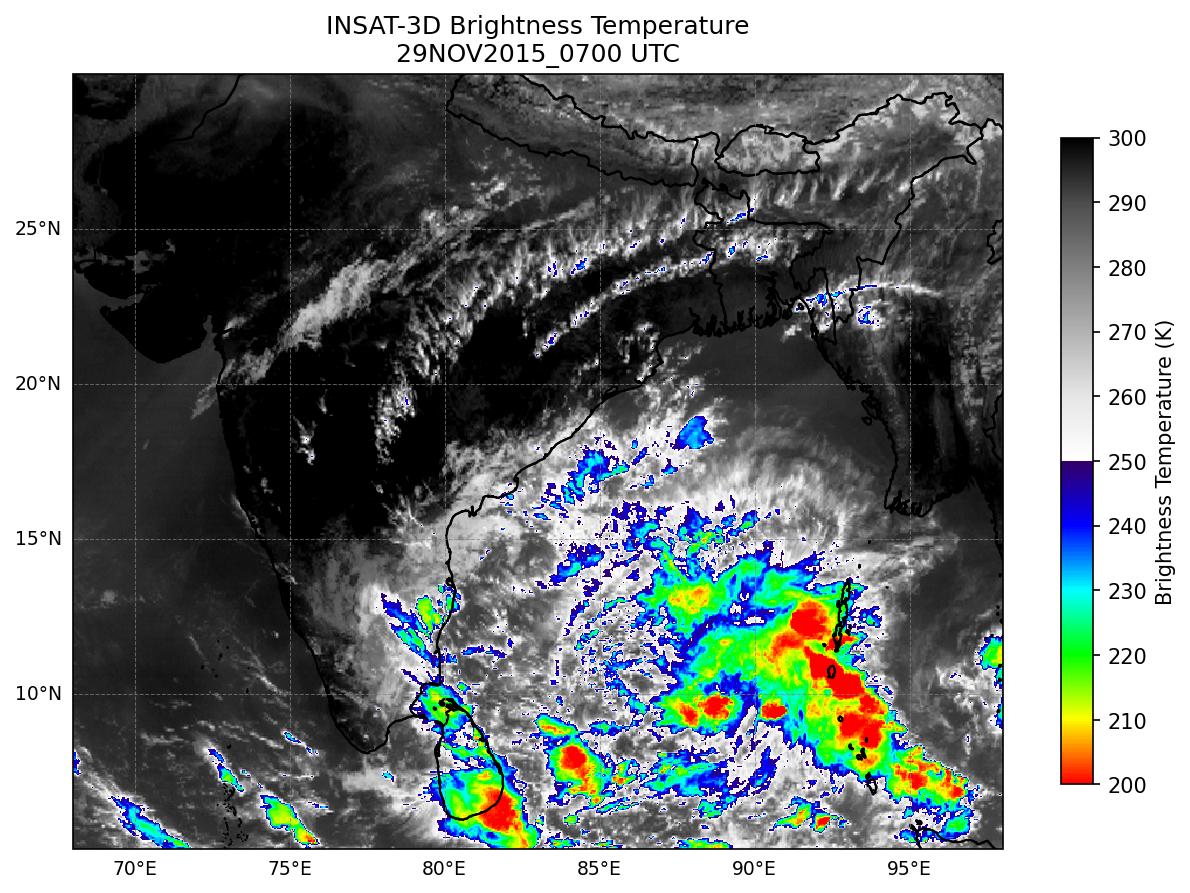 INSAT-3D Brightness Temperature
29NOV2015_0700 UTC
25°N
20°N
15°N
10°N
70°E
75°E
80°E
85°E
90°E
95°E
300
290
280
270
260
250
240
230
220
210
200
Brightness Temperature (K)